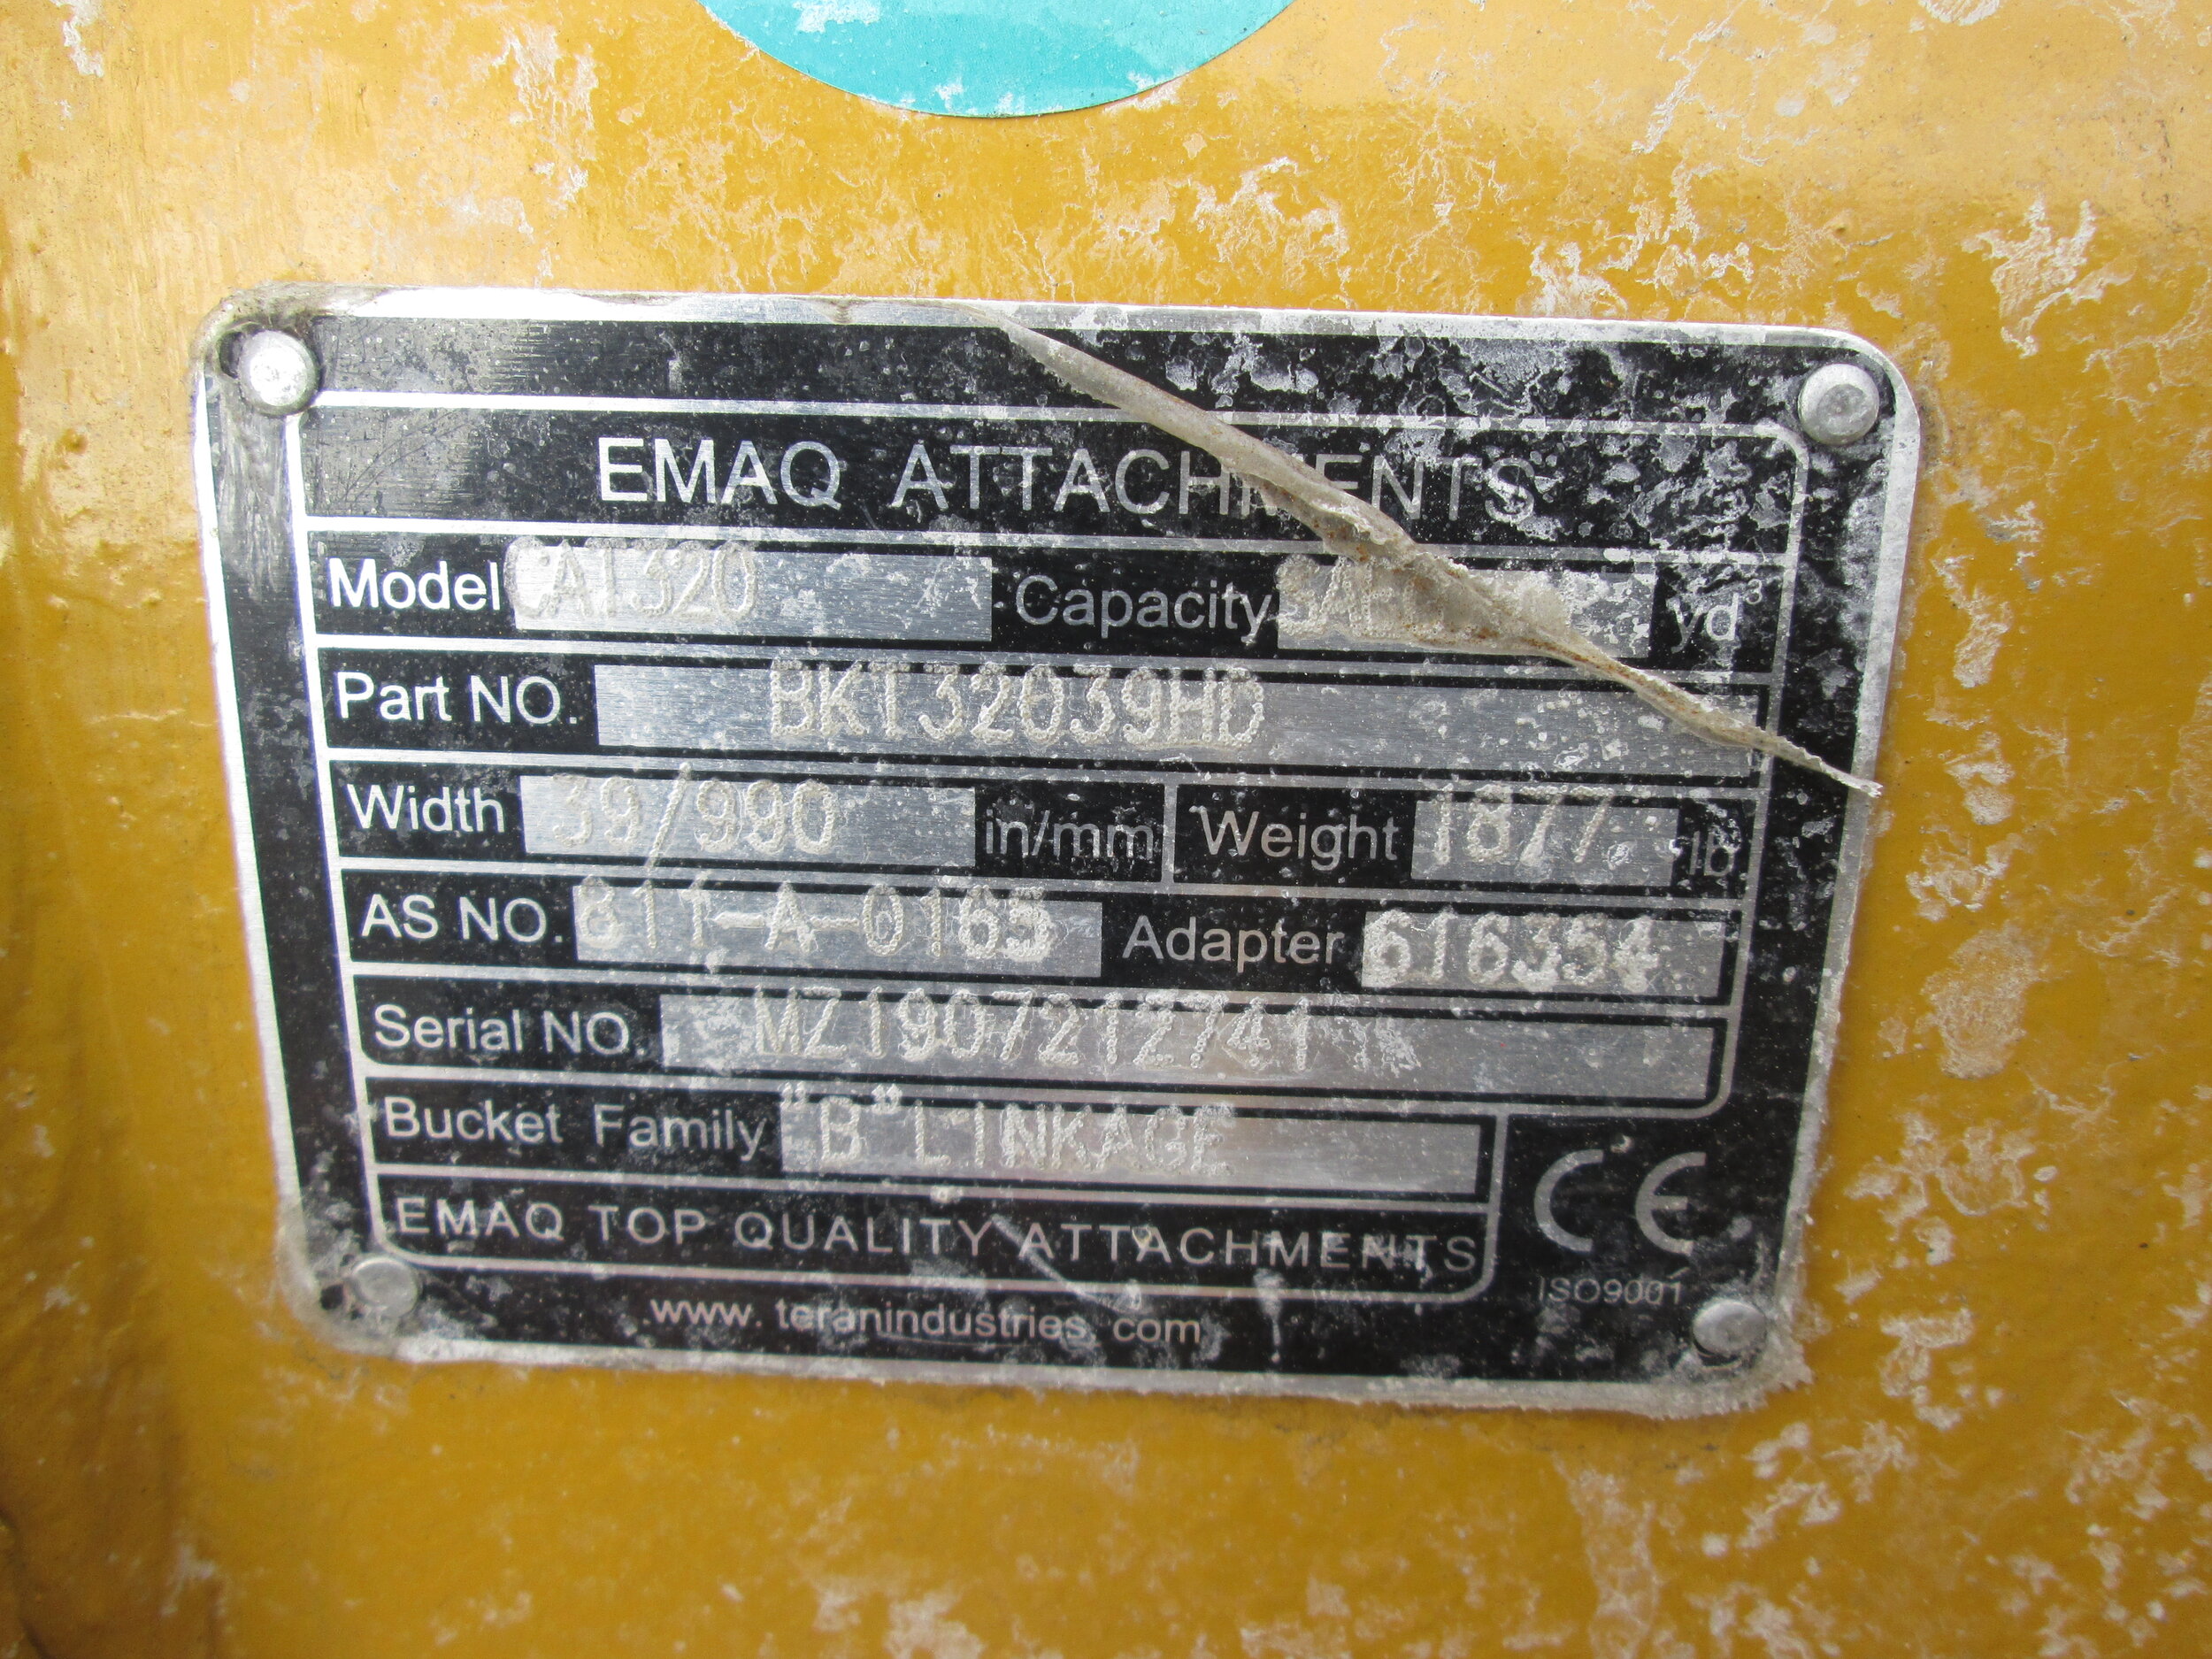 EMAQ ATTACHMENTS
Model CAT320 Capacity yd³
Part NO. BKT32039HD
Width 39/990 in/mm Weight 1877 lb
AS NO. 811-A-0165 Adapter 616354
Serial NO. MZ190721Z741
Bucket Family "B"LINKAGE
EMAQ TOP QUALITY ATTACHMENTS
CE
ISO9001
www. teranindustries. com